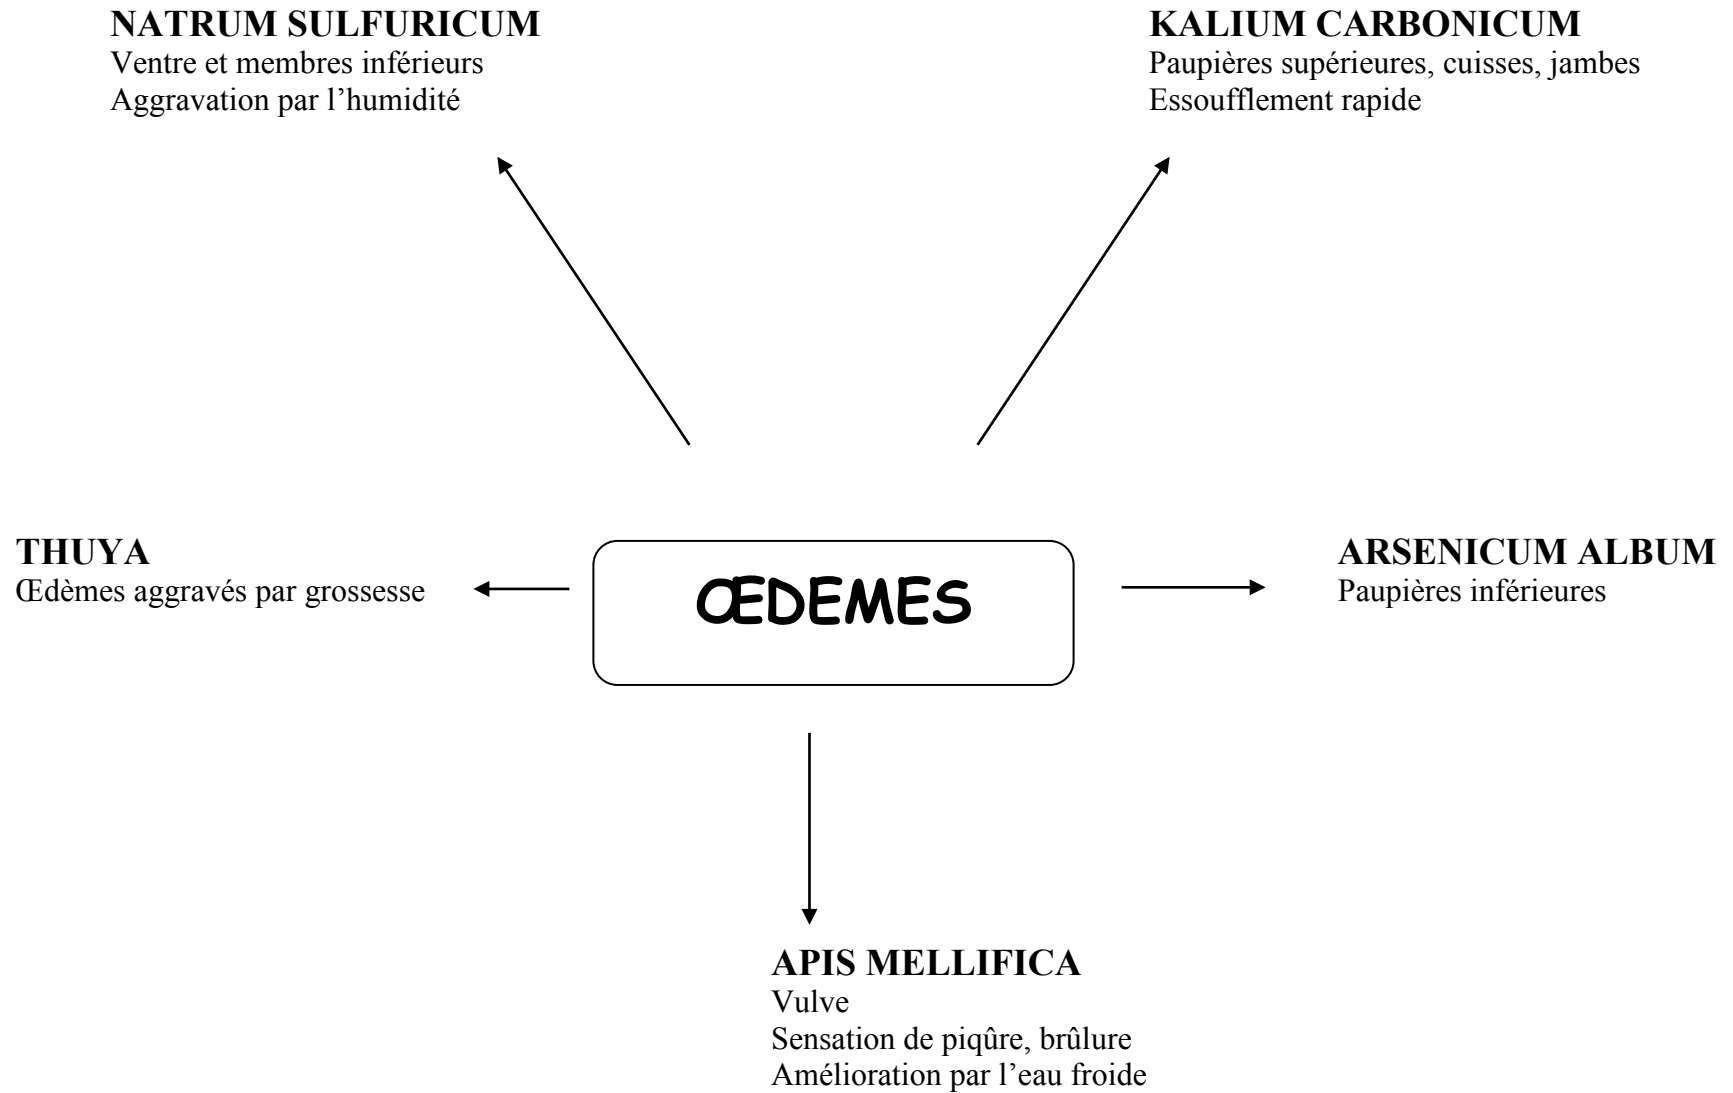 NATRUM SULFURICUM
Ventre et membres inférieurs
Aggravation par l’humidité
KALIUM CARBONICUM
Paupières supérieures, cuisses, jambes
Essoufflement rapide
THUYA
Œdèmes aggravés par grossesse
ŒDEMES
ARSENICUM ALBUM
Paupières inférieures
APIS MELLIFICA
Vulve
Sensation de piqûre, brûlure
Amélioration par l’eau froide